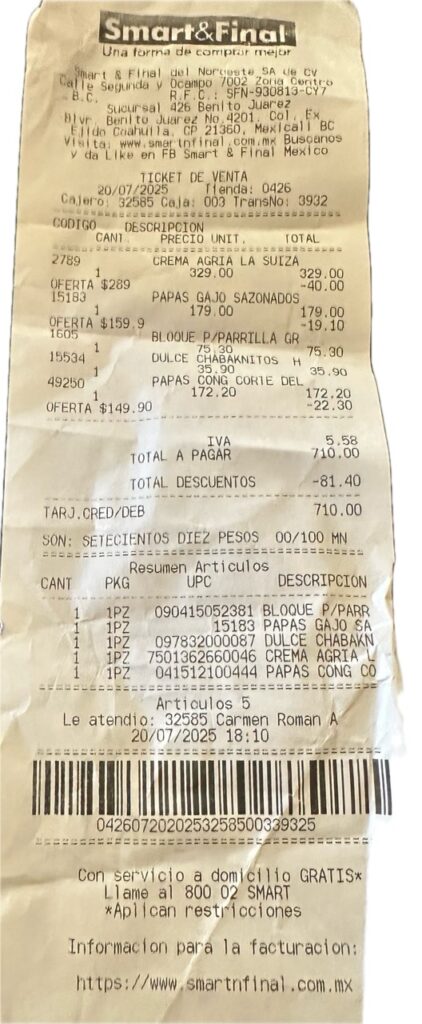 Smart&Final
Una forma de comprar mejor
Smart & Final del Noroeste SA de CV
Calle Segunda y Ocampo 7002 Zona Centro
B.C. R.F.C.: SFN-930813-CY7
Sucursal 426 Benito Juarez
Blvr. Benito Juarez No.4201, Col. Ex
Ejido Coahuila, CP 21360, Mexicali BC
Visita: www.smartnfinal.com.mx Buscanos
y da Like en FB Smart & Final Mexico
TICKET DE VENTA
20/07/2025 Tienda: 0426
Cajero: 32585 Caja: 003 TransNo: 3932
CODIGO DESCRIPCION
CANT. PRECIO UNIT. TOTAL
2789 CREMA AGRIA LA SUIZA
1 329.00 329.00
OFERTA $289 -40.00
15183 PAPAS GAJO SAZONADOS
1 179.00 179.00
OFERTA $159.9 -19.10
1605 BLOQUE P/PARRILLA GR
1 75.30 75.30
15534 DULCE CHABAKNITOS H
1 35.90 35.90
49250 PAPAS CONG CORTE DEL
1 172.20 172.20
OFERTA $149.90 -22.30
IVA 5.58
TOTAL A PAGAR 710.00
TOTAL DESCUENTOS -81.40
TARJ.CRED/DEB 710.00
SON: SETECIENTOS DIEZ PESOS 00/100 MN
Resumen Articulos
CANT PKG UPC DESCRIPCION
1 1PZ 090415052381 BLOQUE P/PARR
1 1PZ 15183 PAPAS GAJO SA
1 1PZ 097832000087 DULCE CHABAKN
1 1PZ 7501362660046 CREMA AGRIA L
1 1PZ 041512100444 PAPAS CONG CO
Articulos 5
Le atendio: 32585 Carmen Roman A
20/07/2025 18:10
04260720202532585003393​25
Con servicio a domicilio GRATIS*
Llame al 800 02 SMART
*Aplican restricciones
Informacion para la facturacion:
https://www.smartnfinal.com.mx